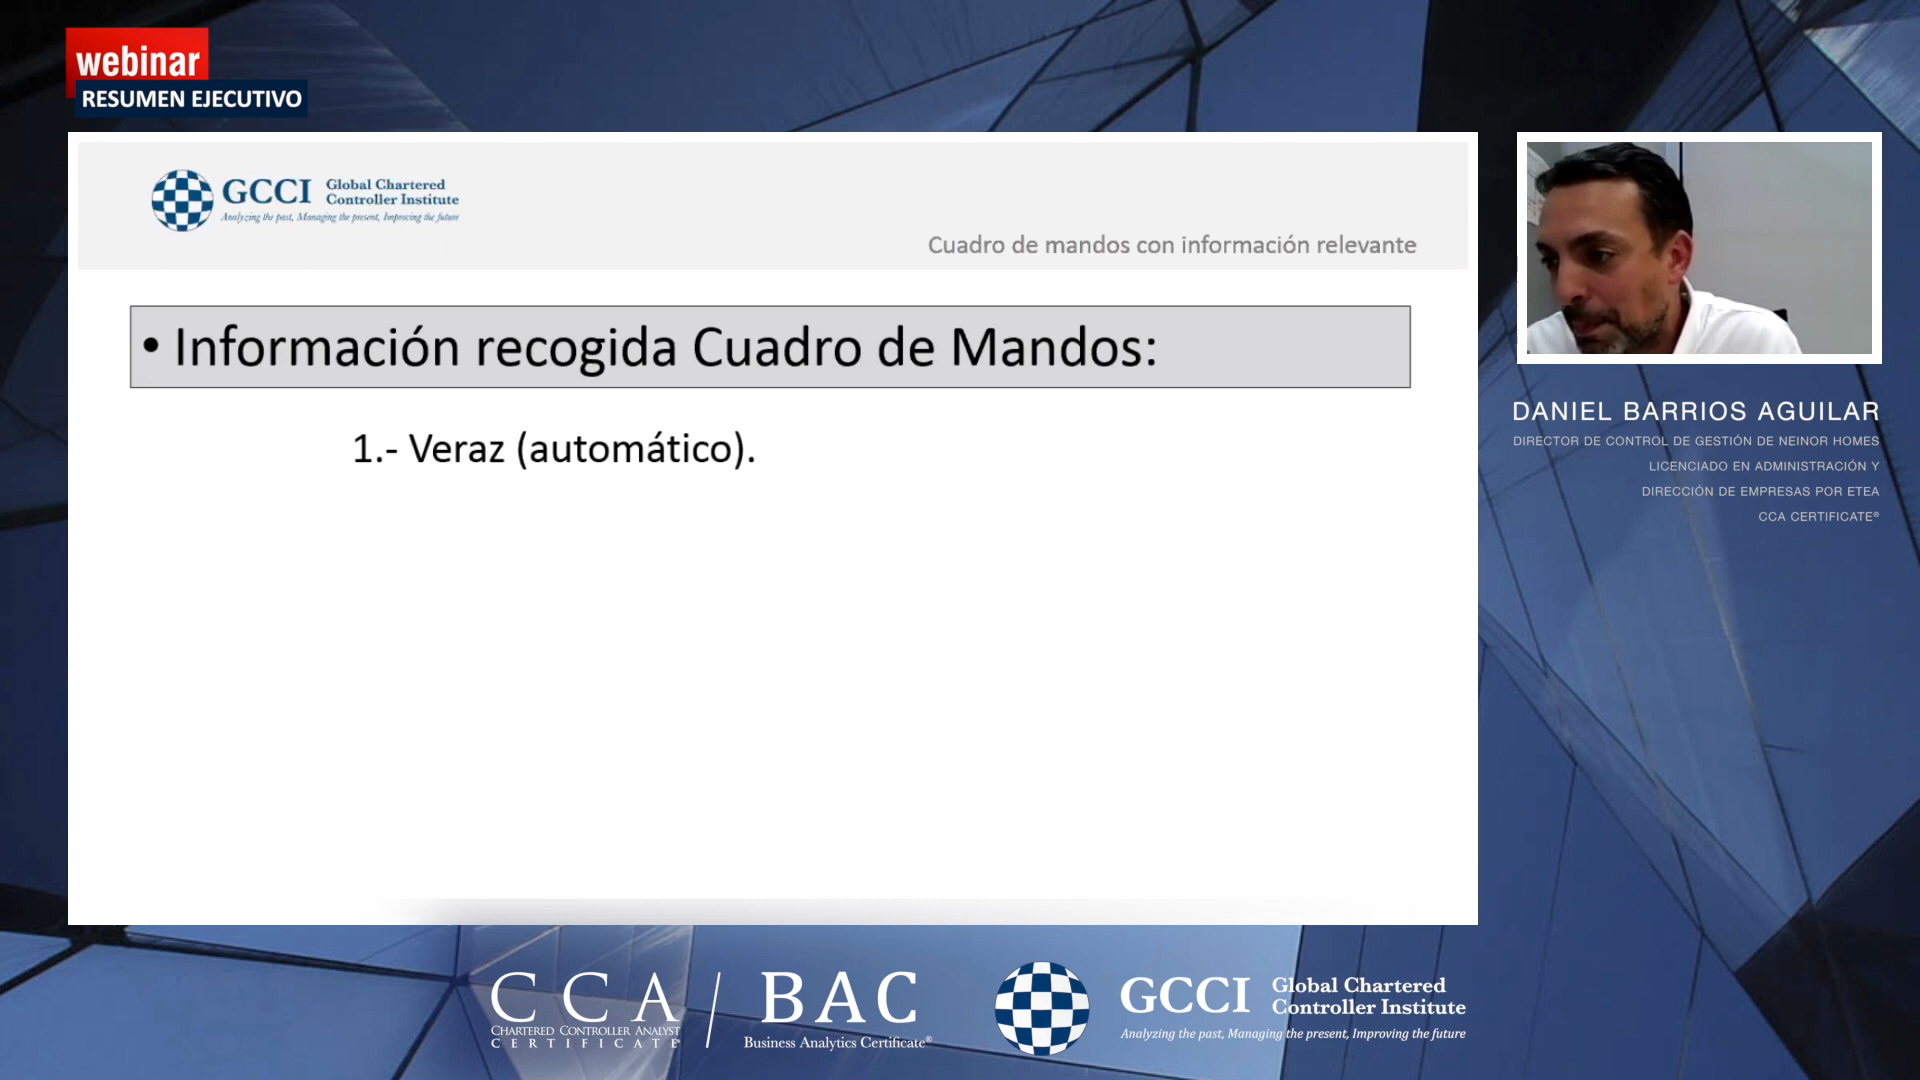 webinar
RESUMEN EJECUTIVO
GCCI
Global Chartered
Controller Institute
Analyzing the past, Managing the present, Improving the future
Cuadro de mandos con información relevante
• Información recogida Cuadro de Mandos:
1.- Veraz (automático).
DANIEL BARRIOS AGUILAR
DIRECTOR DE CONTROL DE GESTIÓN DE NEINOR HOMES
LICENCIADO EN ADMINISTRACIÓN Y
DIRECCIÓN DE EMPRESAS POR ETEA
CCA CERTIFICATE®
CCA
CHARTERED CONTROLLER ANALYST
CERTIFICATE®
BAC
Business Analytics Certificate®
GCCI
Global Chartered
Controller Institute
Analyzing the past, Managing the present, Improving the future